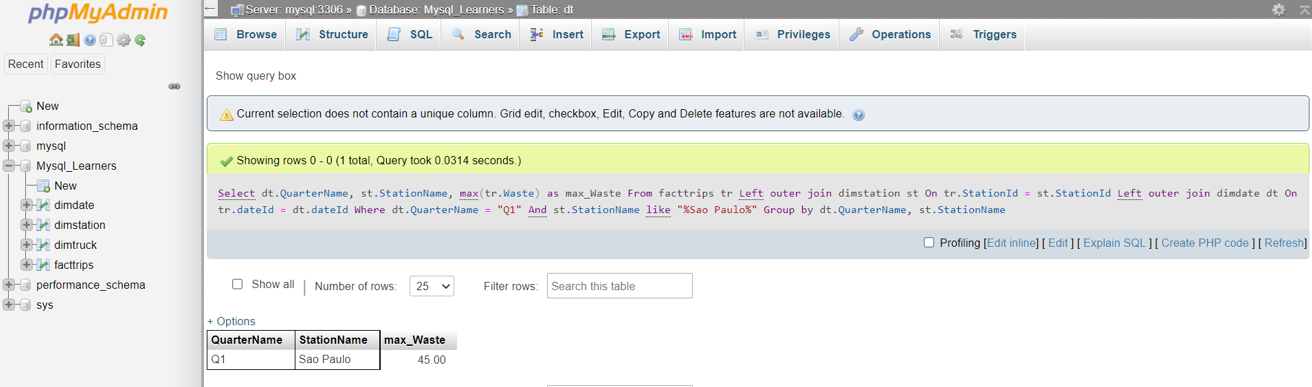 phpMyAdmin
Recent Favorites
New
information_schema
mysql
Mysql_Learners
New
dimdate
dimstation
dimtruck
facttrips
performance_schema
sys
Server: mysql:3306 » Database: Mysql_Learners » Table: dt
Browse Structure SQL Search Insert Export Import Privileges Operations Triggers
Show query box
Current selection does not contain a unique column. Grid edit, checkbox, Edit, Copy and Delete features are not available.
Showing rows 0 - 0 (1 total, Query took 0.0314 seconds.)
Select dt.QuarterName, st.StationName, max(tr.Waste) as max_Waste From facttrips tr Left outer join dimstation st On tr.StationId = st.StationId Left outer join dimdate dt On
tr.dateId = dt.dateId Where dt.QuarterName = "Q1" And st.StationName like "%Sao Paulo%" Group by dt.QuarterName, st.StationName
Profiling [Edit inline] [ Edit ] [ Explain SQL ] [ Create PHP code ] [ Refresh]
Show all | Number of rows: 25 Filter rows: Search this table
+ Options
QuarterName StationName max_Waste
Q1 Sao Paulo 45.00